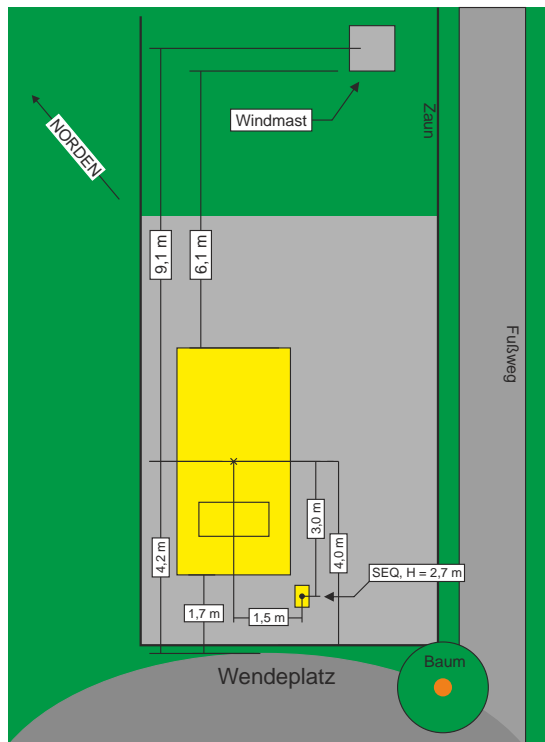 Windmast
Zaun
NORDEN
9,1 m
6,1 m
Fußweg
3,0 m
4,0 m
4,2 m
SEQ, H = 2,7 m
1,7 m
1,5 m
Baum
Wendeplatz